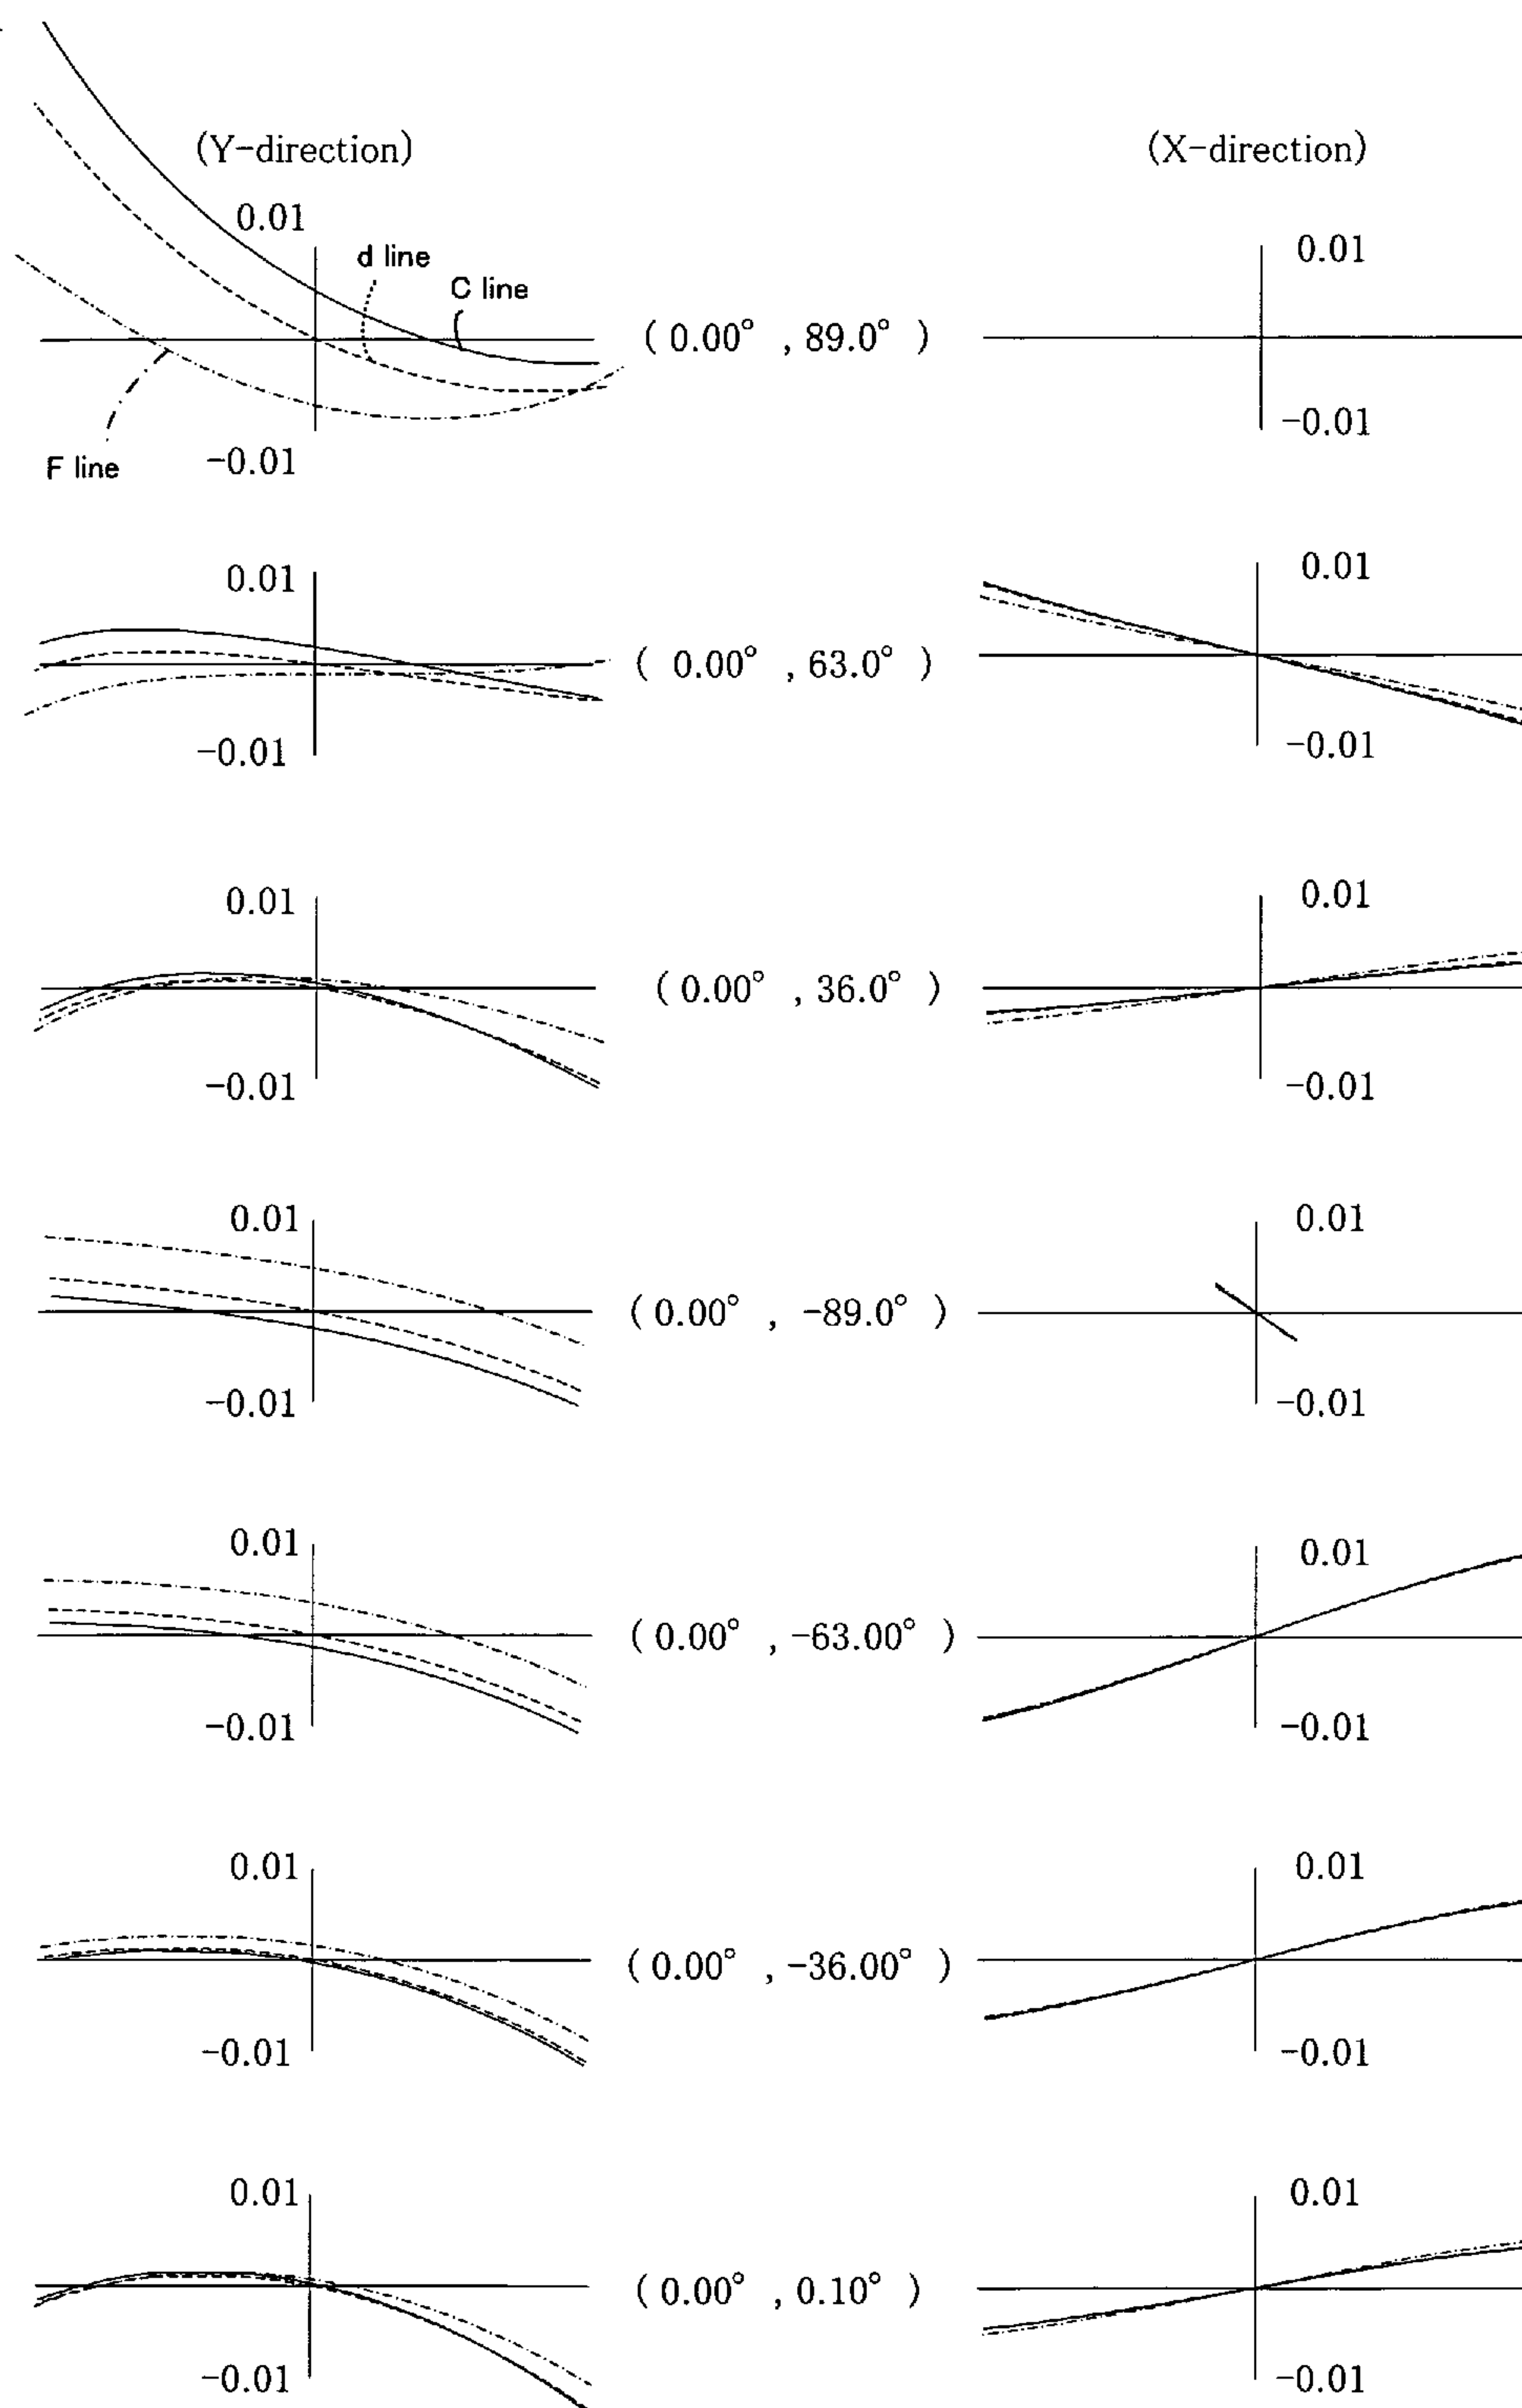 (Y-direction) (X-direction)
0.01 0.01
d line
C line
( 0.00° , 89.0° )
F line -0.01 -0.01
0.01 0.01
( 0.00° , 63.0° )
-0.01 -0.01
0.01 0.01
( 0.00° , 36.0° )
-0.01 -0.01
0.01 0.01
( 0.00° , -89.0° )
-0.01 -0.01
0.01 0.01
( 0.00° , -63.00° )
-0.01 -0.01
0.01 0.01
( 0.00° , -36.00° )
-0.01 -0.01
0.01 0.01
( 0.00° , 0.10° )
-0.01 -0.01